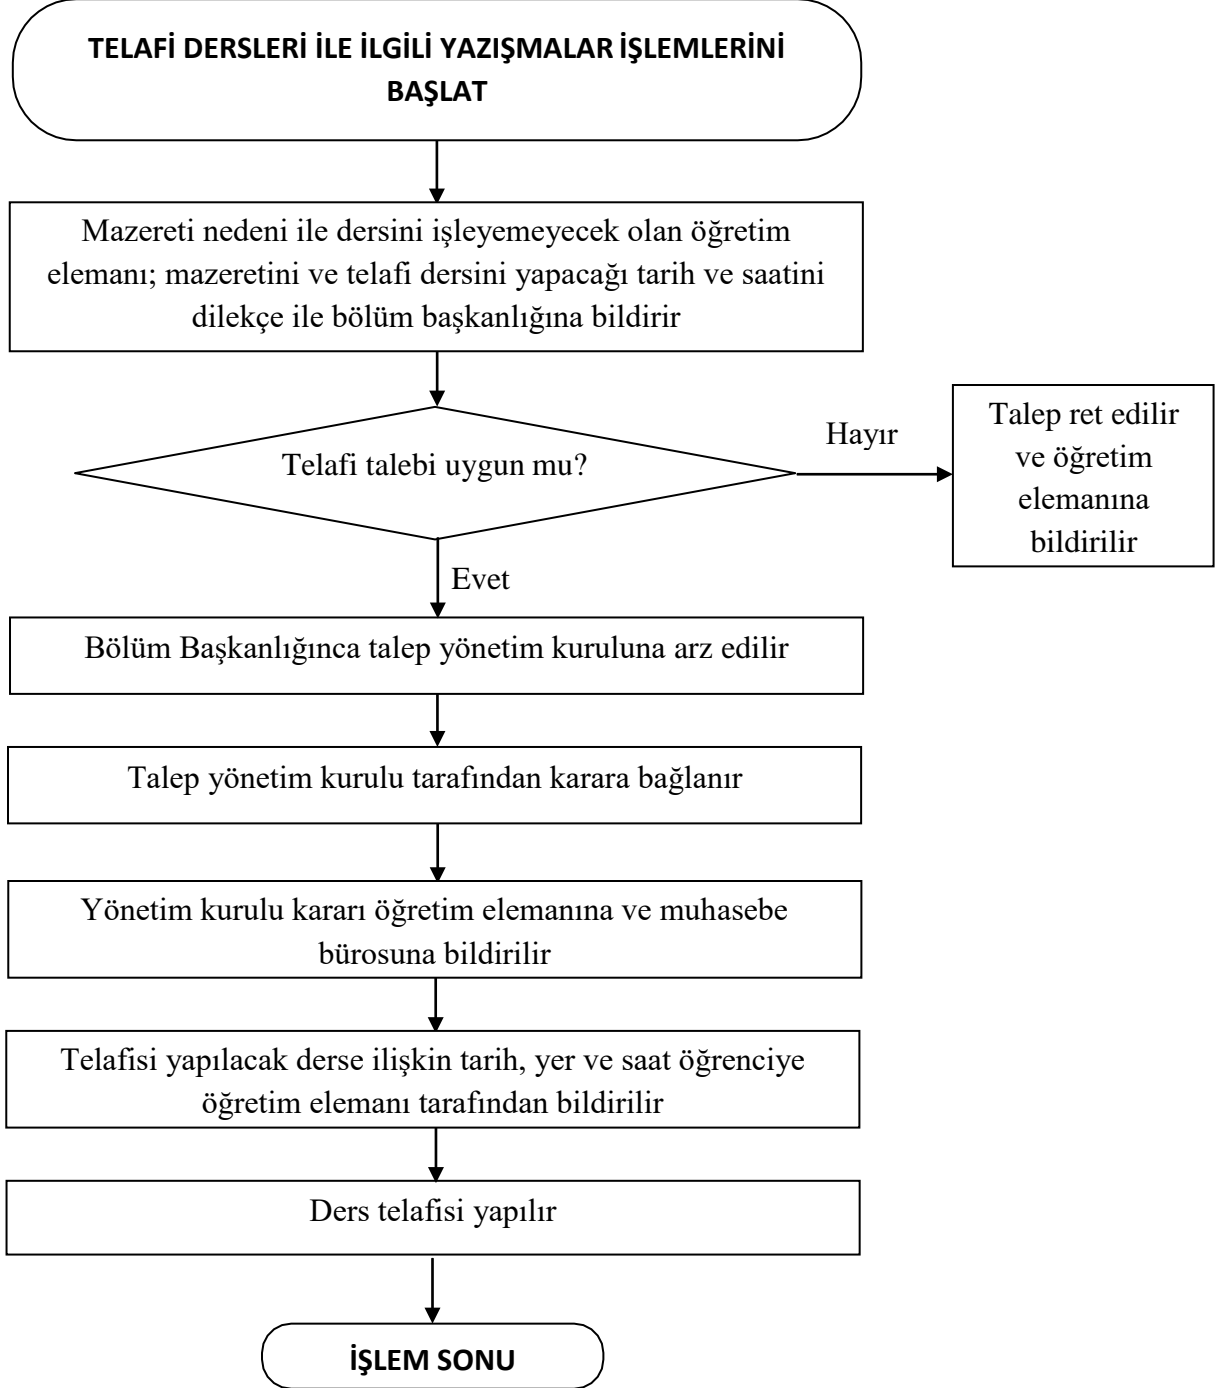 TELAFİ DERSLERİ İLE İLGİLİ YAZIŞMALAR İŞLEMLERİNİ
BAŞLAT
Mazereti nedeni ile dersini işleyemeyecek olan öğretim
elemanı; mazeretini ve telafi dersini yapacağı tarih ve saatini
dilekçe ile bölüm başkanlığına bildirir
Telafi talebi uygun mu?
Hayır
Talep ret edilir
ve öğretim
elemanına
bildirilir
Evet
Bölüm Başkanlığınca talep yönetim kuruluna arz edilir
Talep yönetim kurulu tarafından karara bağlanır
Yönetim kurulu kararı öğretim elemanına ve muhasebe
bürosuna bildirilir
Telafisi yapılacak derse ilişkin tarih, yer ve saat öğrenciye
öğretim elemanı tarafından bildirilir
Ders telafisi yapılır
İŞLEM SONU